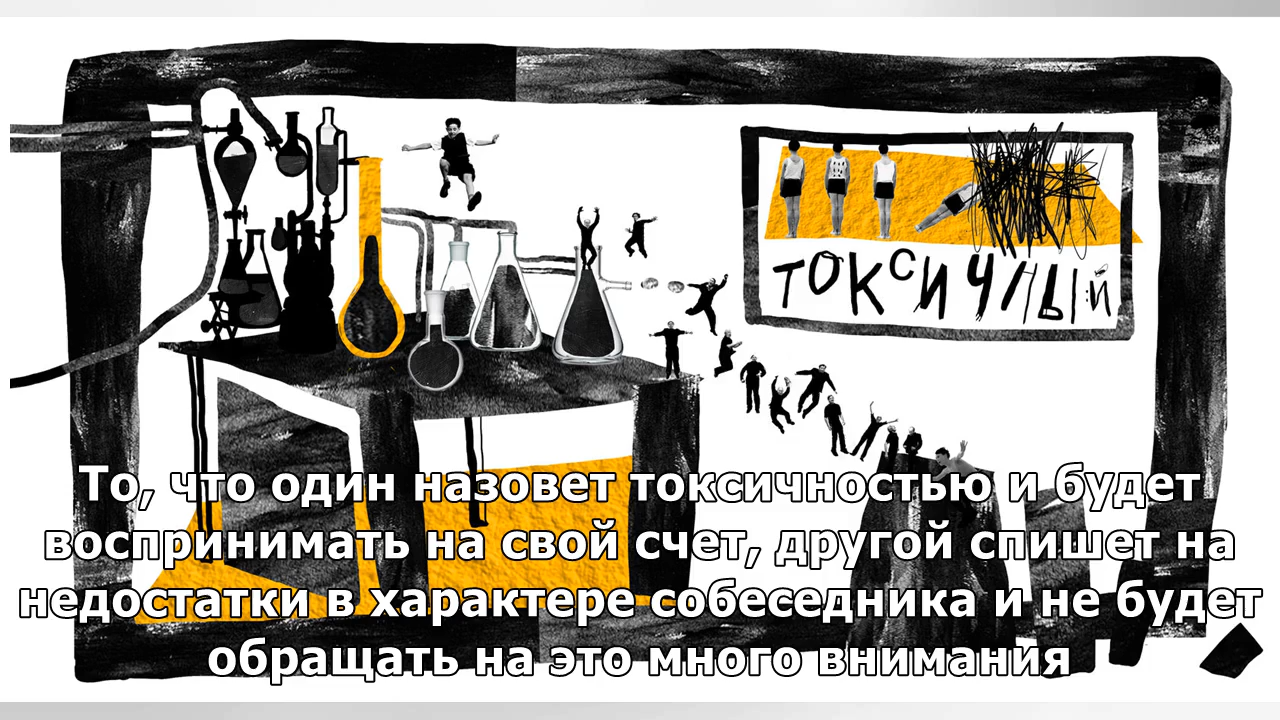 ТОКСИЧНЫЙ
То, что один назовет токсичностью и будет
воспринимать на свой счет, другой спишет на
недостатки в характере собеседника и не будет
обращать на это много внимания